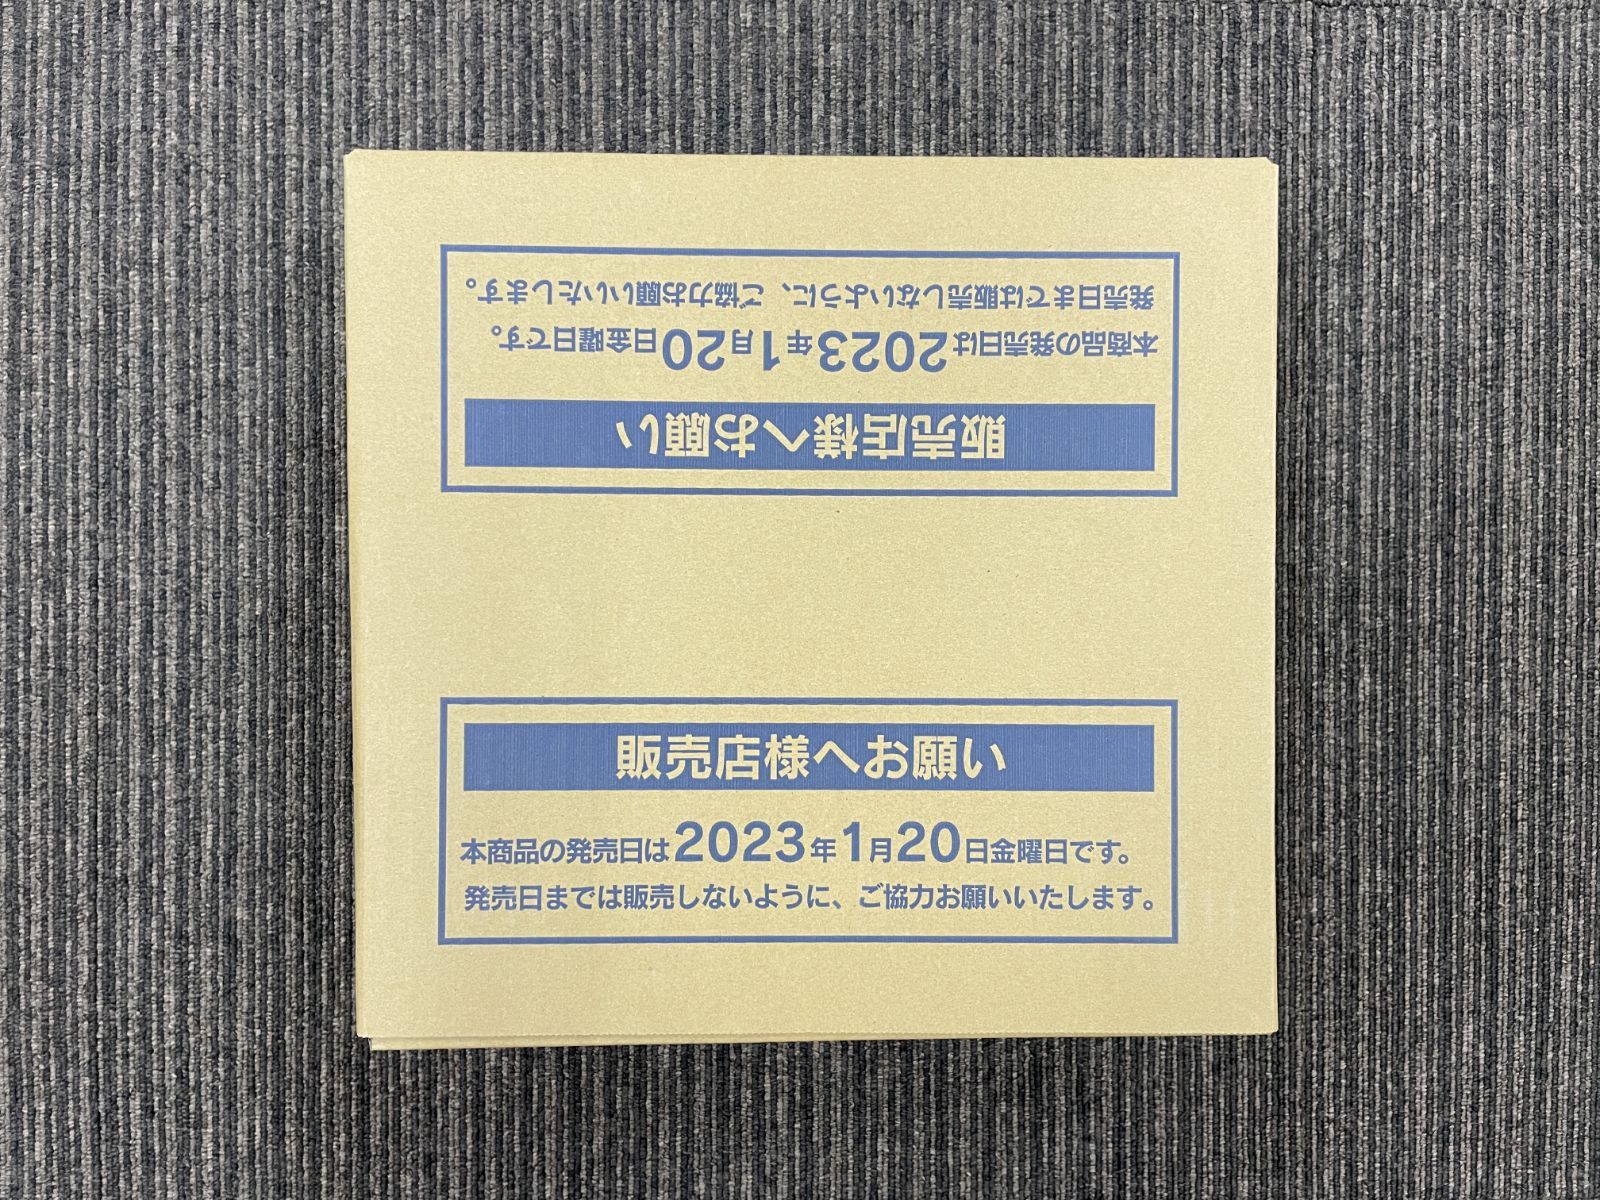 販売店様へお願い
本商品の発売日は2023年1月20日金曜日です。
発売日までは販売しないように、ご協力お願いいたします。
販売店様へお願い
本商品の発売日は2023年1月20日金曜日です。
発売日までは販売しないように、ご協力お願いいたします。